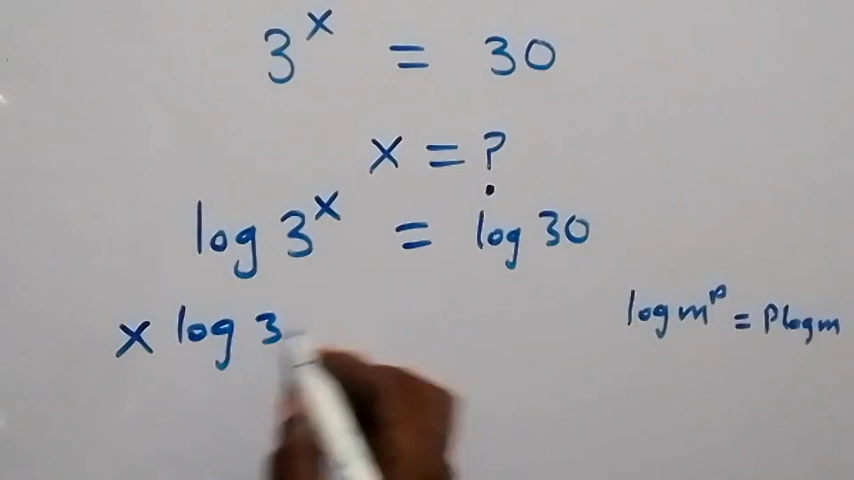 3^x = 30
x = ?
log 3^x = log 30
x log 3
log m^p = P log m